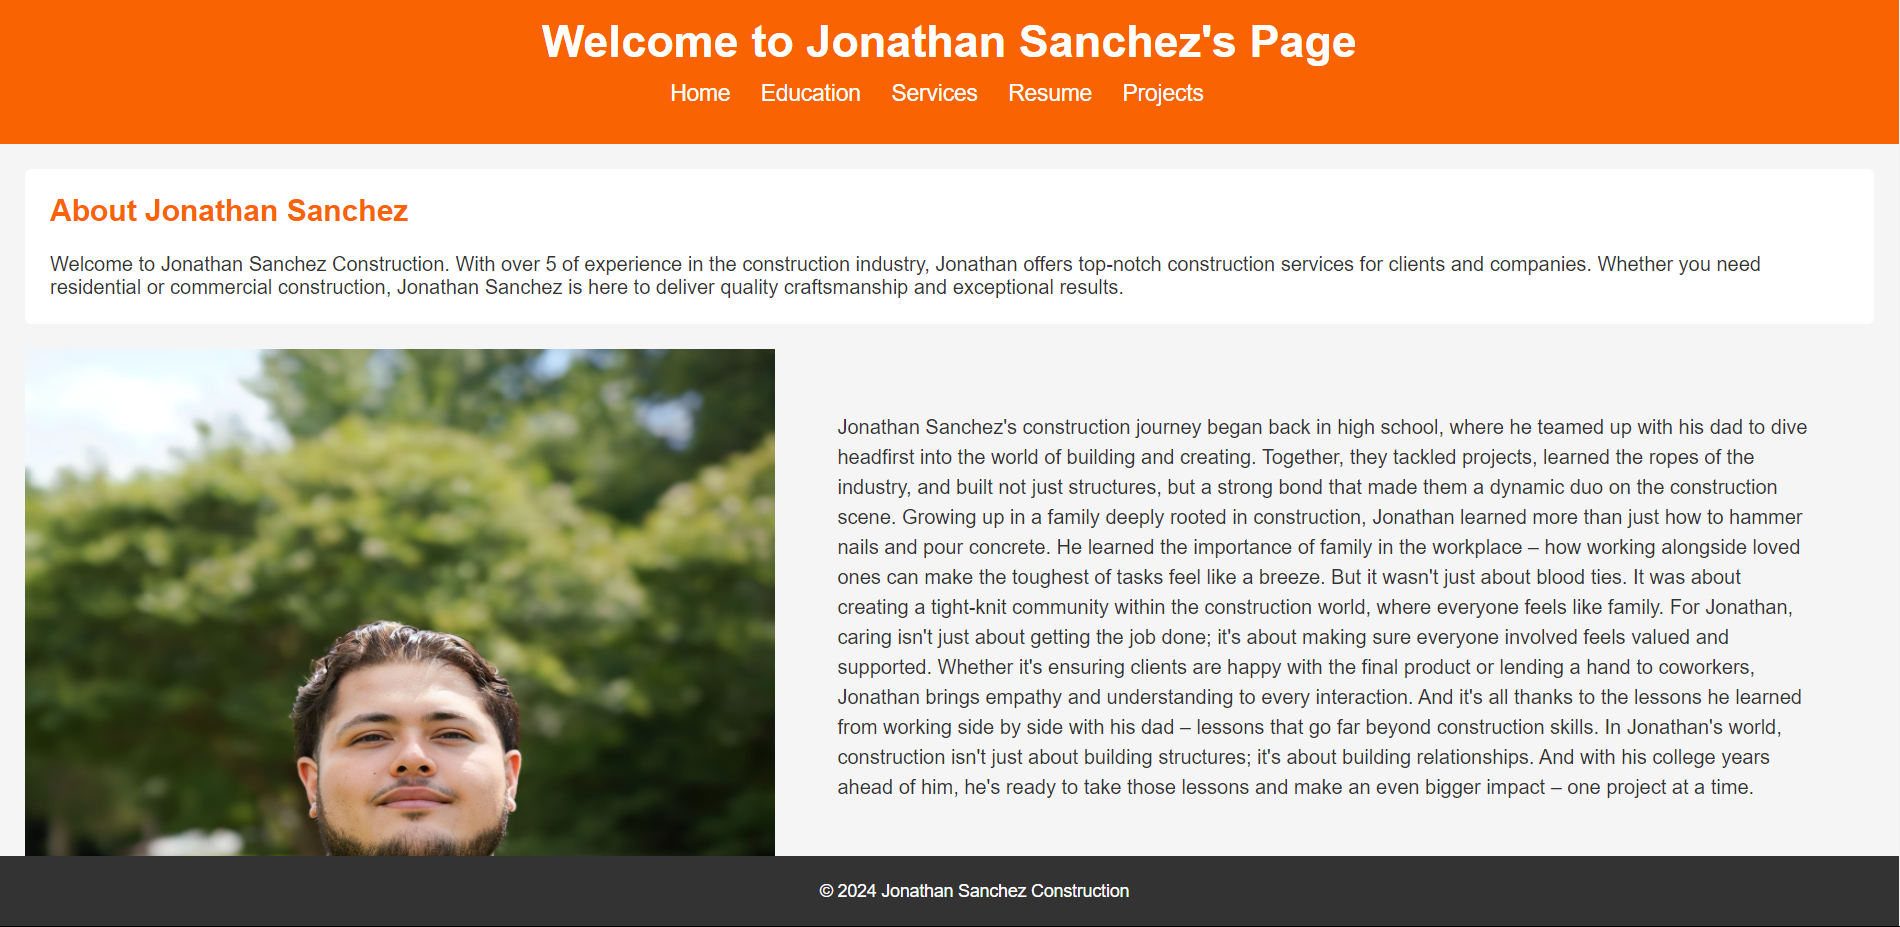 Welcome to Jonathan Sanchez's Page
Home Education Services Resume Projects
About Jonathan Sanchez
Welcome to Jonathan Sanchez Construction. With over 5 of experience in the construction industry, Jonathan offers top-notch construction services for clients and companies. Whether you need
residential or commercial construction, Jonathan Sanchez is here to deliver quality craftsmanship and exceptional results.
Jonathan Sanchez's construction journey began back in high school, where he teamed up with his dad to dive
headfirst into the world of building and creating. Together, they tackled projects, learned the ropes of the
industry, and built not just structures, but a strong bond that made them a dynamic duo on the construction
scene. Growing up in a family deeply rooted in construction, Jonathan learned more than just how to hammer
nails and pour concrete. He learned the importance of family in the workplace – how working alongside loved
ones can make the toughest of tasks feel like a breeze. But it wasn't just about blood ties. It was about
creating a tight-knit community within the construction world, where everyone feels like family. For Jonathan,
caring isn't just about getting the job done; it's about making sure everyone involved feels valued and
supported. Whether it's ensuring clients are happy with the final product or lending a hand to coworkers,
Jonathan brings empathy and understanding to every interaction. And it's all thanks to the lessons he learned
from working side by side with his dad – lessons that go far beyond construction skills. In Jonathan's world,
construction isn't just about building structures; it's about building relationships. And with his college years
ahead of him, he's ready to take those lessons and make an even bigger impact – one project at a time.
© 2024 Jonathan Sanchez Construction